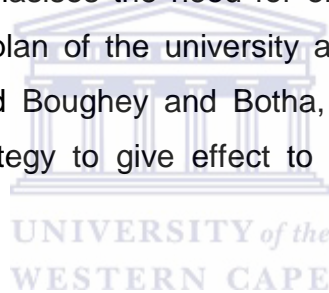 plan of the university a
d Boughey and Botha,
tegy to give effect to
UNIVERSITY of the
WESTERN CAPE